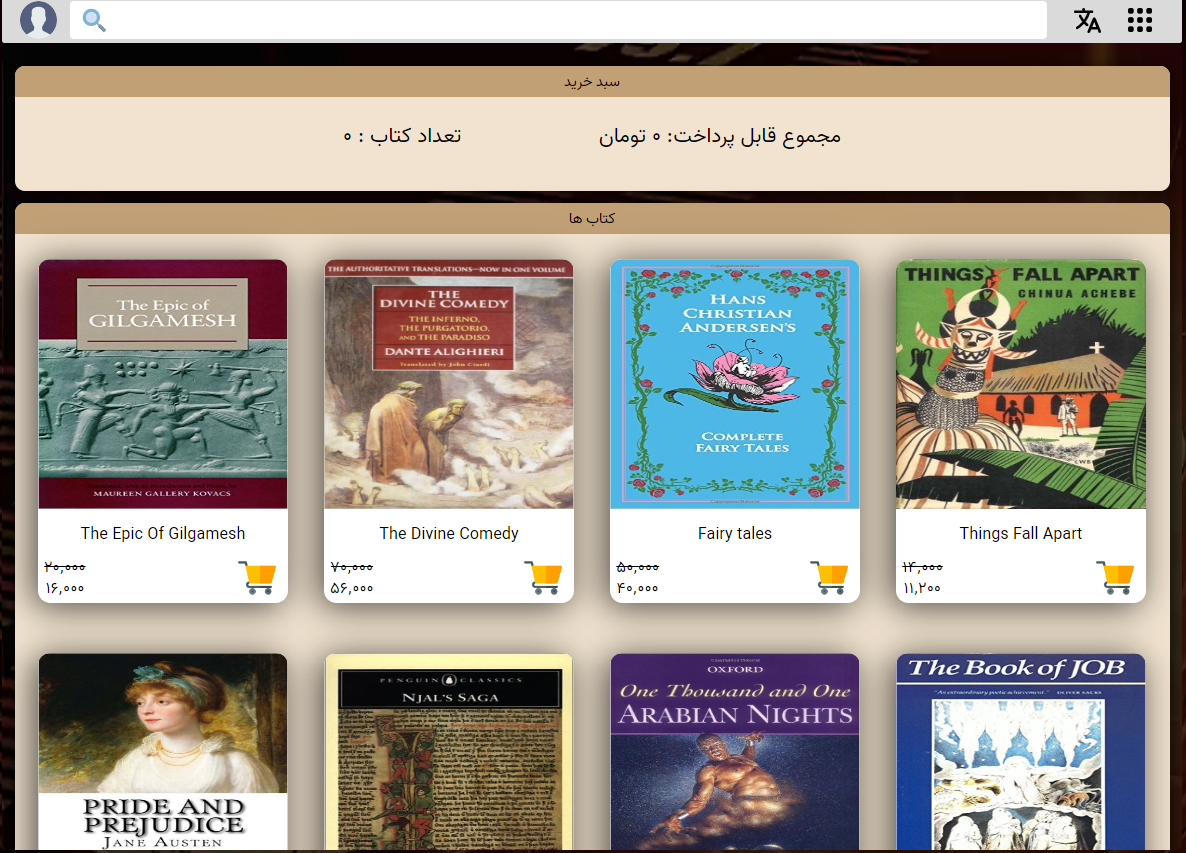 سبد خرید
مجموع قابل پرداخت: ۰ تومان
تعداد کتاب : ۰
کتاب ها
The Epic of
GILGAMESH
MAUREEN GALLERY KOVACS
The Epic Of Gilgamesh
۲۰,۰۰۰
۱۶,۰۰۰
THE AUTHORITATIVE TRANSLATIONS—NOW IN ONE VOLUME
THE
DIVINE COMEDY
THE INFERNO,
THE PURGATORIO,
AND THE PARADISO
DANTE ALIGHIERI
Translated by John Ciardi
The Divine Comedy
۷۰,۰۰۰
۵۶,۰۰۰
HANS
CHRISTIAN
ANDERSEN'S
COMPLETE
FAIRY TALES
Fairy tales
۵۰,۰۰۰
۴۰,۰۰۰
THINGS FALL APART
CHINUA ACHEBE
Things Fall Apart
۱۴,۰۰۰
۱۱,۲۰۰
PRIDE AND
PREJUDICE
JANE AUSTEN
PENGUIN CLASSICS
NJAL'S SAGA
OXFORD
One Thousand and One
ARABIAN NIGHTS
The Book of JOB
"An extraordinary poetic achievement." OLIVER SACKS